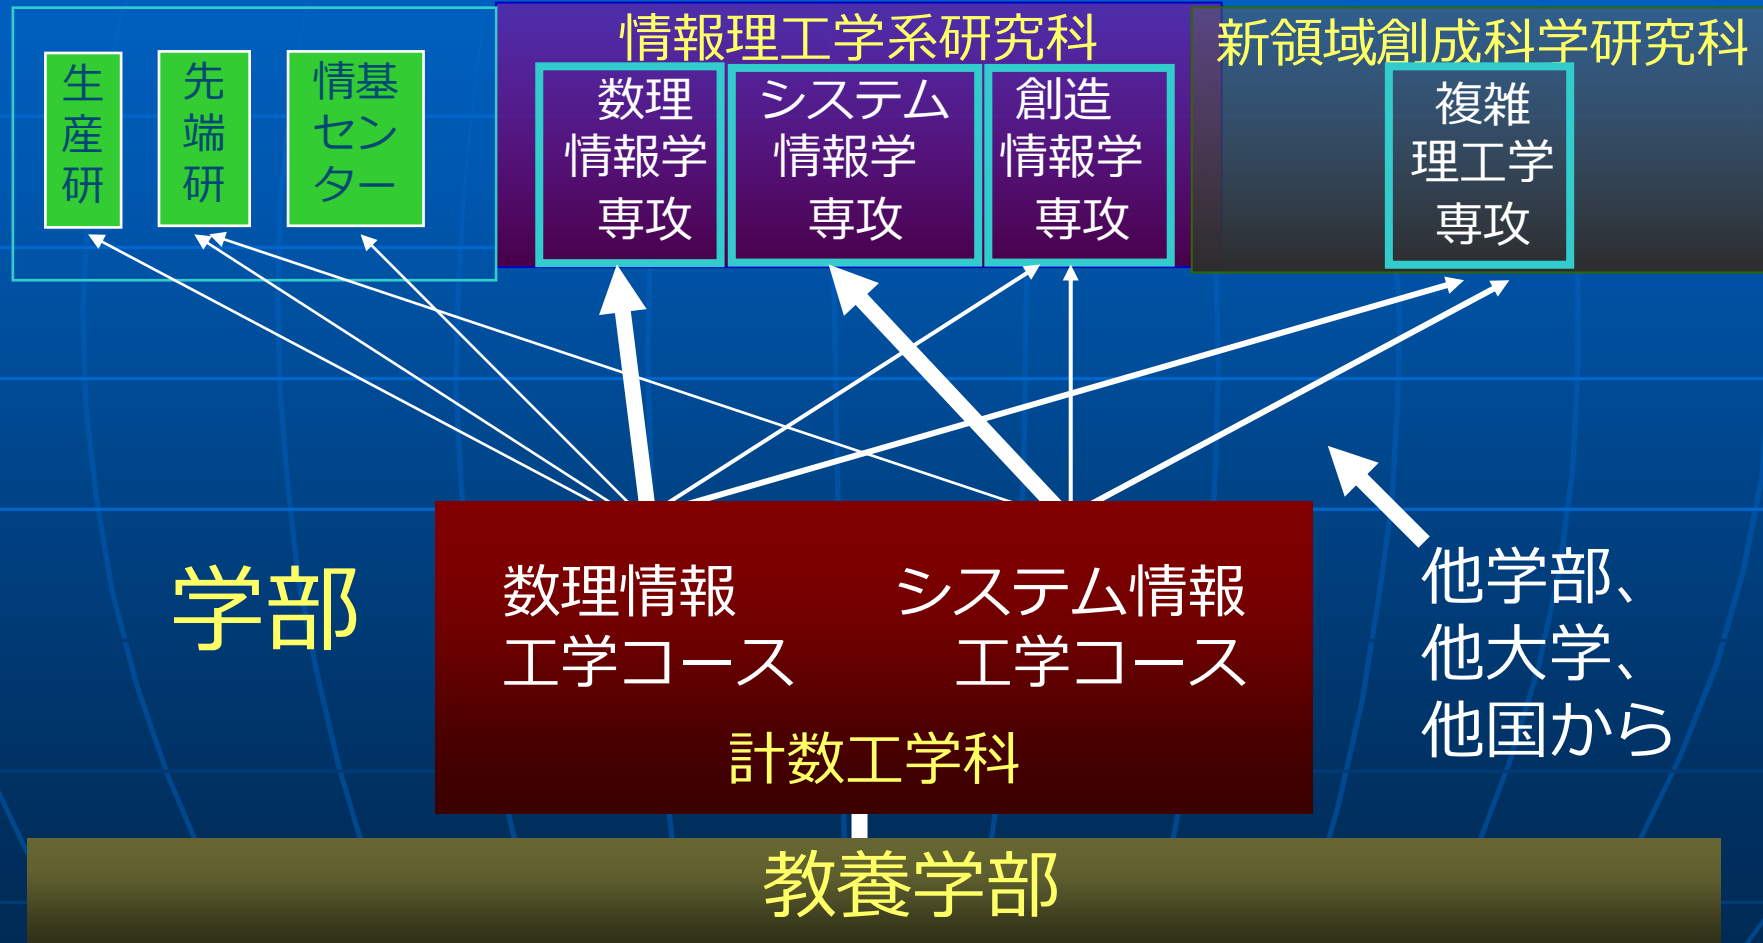 情報理工学系研究科
新領域創成科学研究科
生
産
研
先
端
研
情基
セン
ター
数理
情報学
専攻
システム
情報学
専攻
創造
情報学
専攻
複雑
理工学
専攻
学部
数理情報
工学コース
システム情報
工学コース
計数工学科
他学部、
他大学、
他国から
教養学部